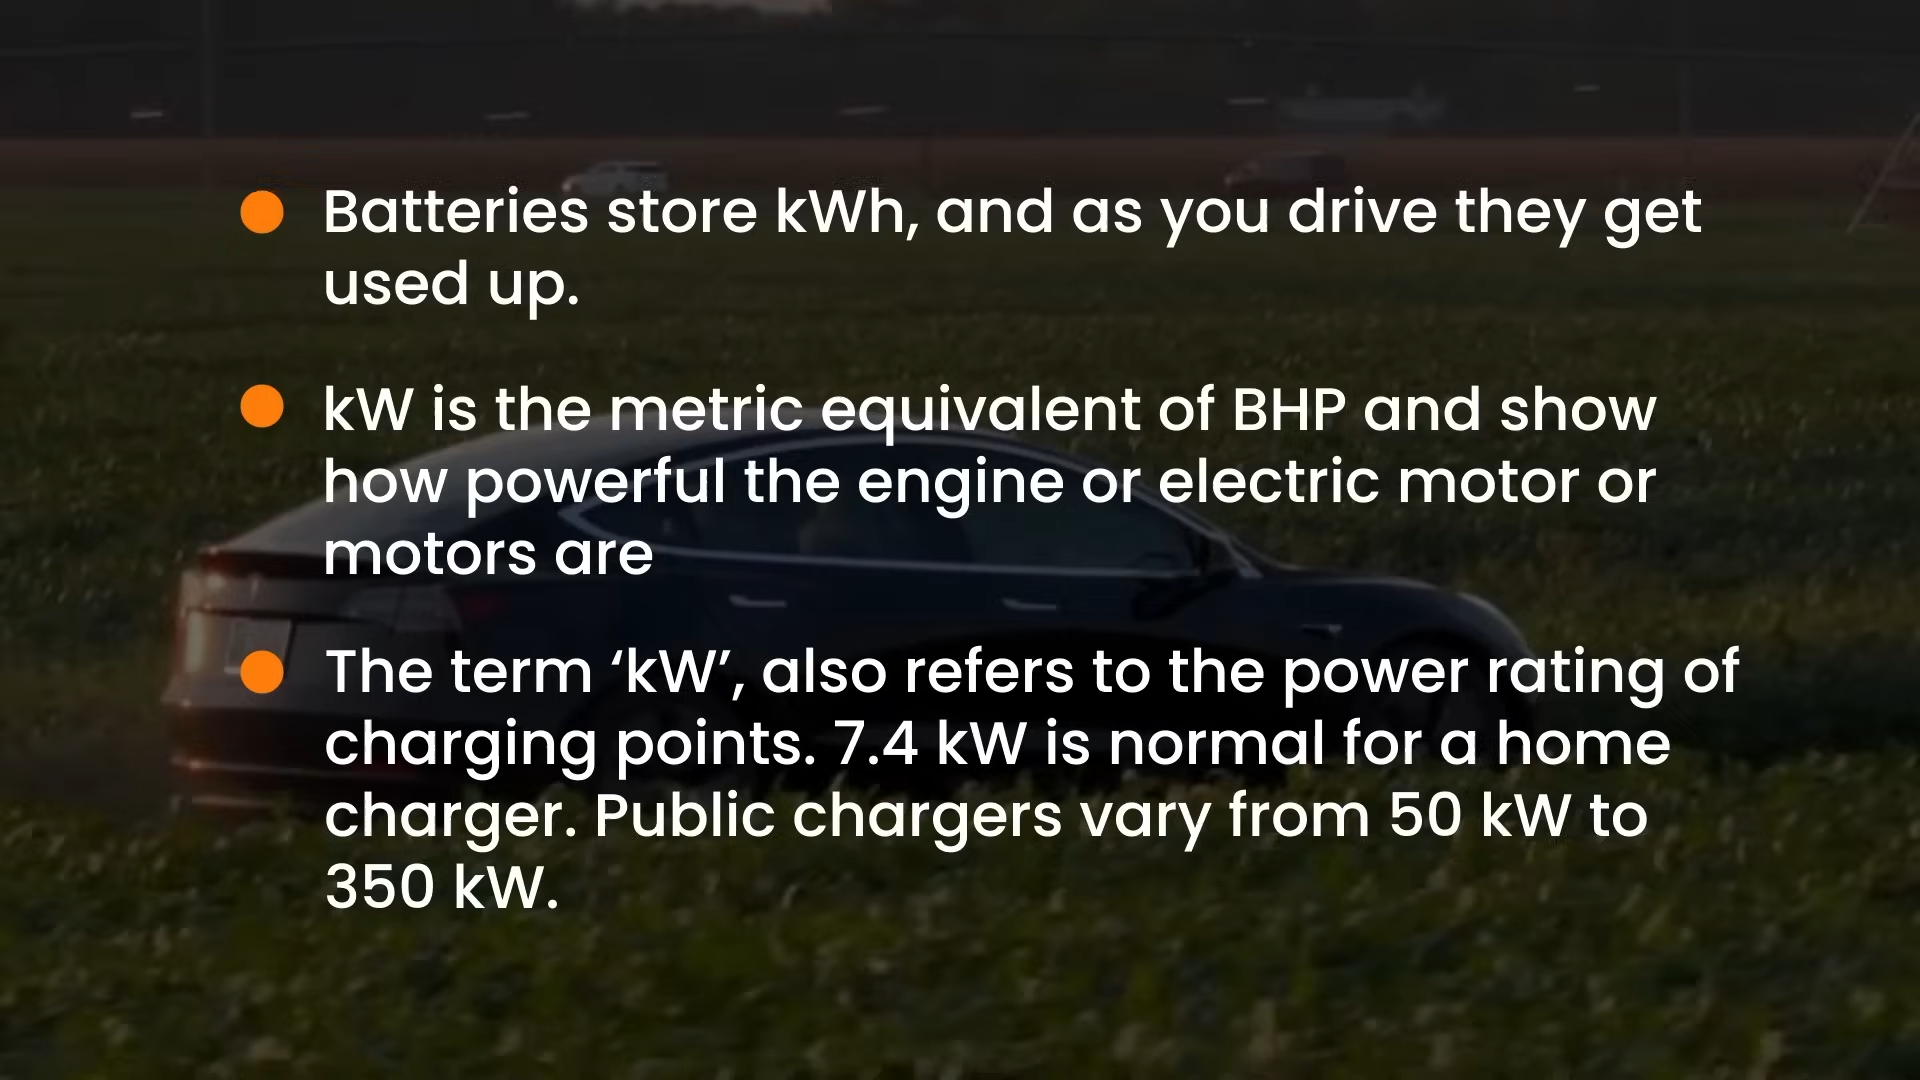 Batteries store kWh, and as you drive they get
used up.
kW is the metric equivalent of BHP and show
how powerful the engine or electric motor or
motors are
The term ‘kW’, also refers to the power rating of
charging points. 7.4 kW is normal for a home
charger. Public chargers vary from 50 kW to
350 kW.